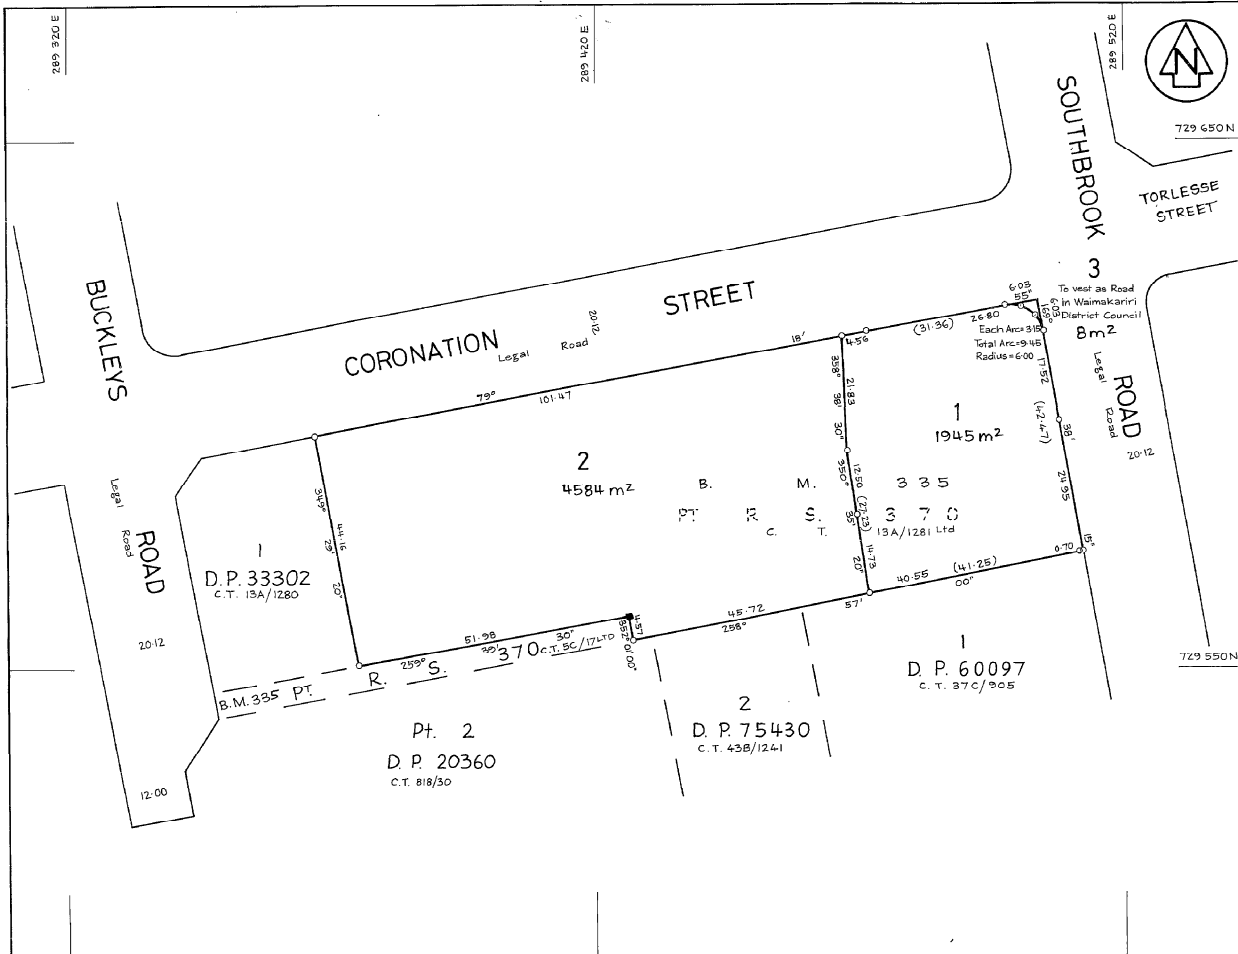 289 320 E
289 420 E
289 520 E
N
729 650 N
SOUTHBROOK
ROAD
TORLESSE
STREET
BUCKLEYS
ROAD
CORONATION
STREET
Legal
Road
20·12
3
To vest as Road
in Waimakariri
District Council
8m²
6·03
55"
169°
6·03
Each Arc=3·15
Total Arc=9·45
Radius=6·00
26·80
(31·36)
4·56
18'
79°
101·47
358°
38'
30"
21·83
350°
35'
20"
12·50
(27·23)
14·73
17·52
(42·47)
38'
24·95
15"
Legal
Road
20·12
1
1945 m²
2
4584 m²
B. M. 335
PT R. S. 370
C. T. 13A/1281 Ltd
349°
29'
20"
44·16
1
D.P. 33302
C.T. 13A/1280
Legal
Road
20·12
12·00
51·98
259°
39'
30"
4·57
352° 01' 00"
45·72
258°
57'
00"
40·55
(41·25)
0·70
B.M. 335 PT. R. S. 370 C.T. 5C/17 LTD
Pt. 2
D. P. 20360
C.T. 818/30
2
D. P. 75430
C.T. 43B/1241
1
D. P. 60097
C. T. 37C/905
729 550N